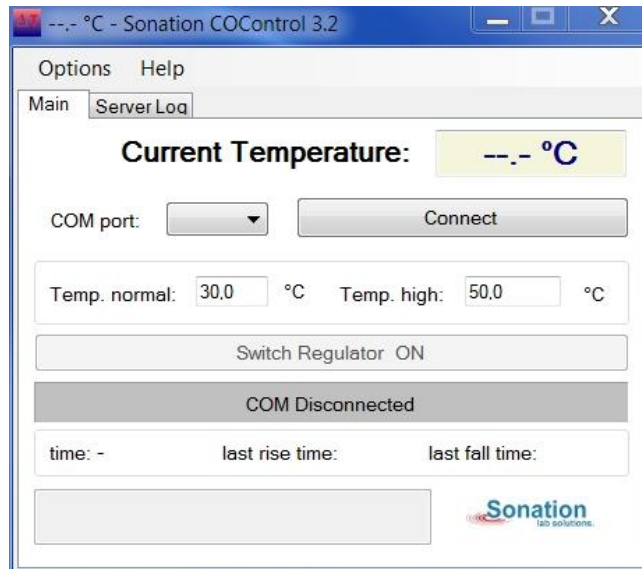 --.- °C - Sonation COControl 3.2
Options Help
Main Server Log
Current Temperature: --.- °C
COM port: Connect
Temp. normal: 30,0 °C Temp. high: 50,0 °C
Switch Regulator ON
COM Disconnected
time: - last rise time: last fall time:
Sonation
lab solutions.